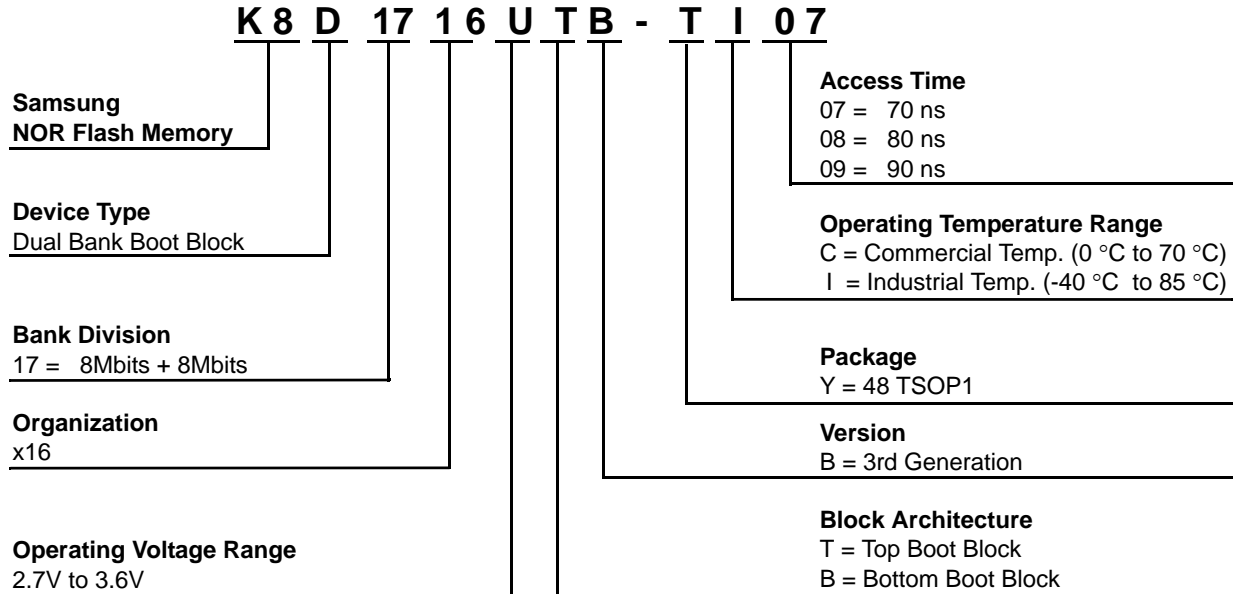 K8D1716UTB - TI07
Samsung
NOR Flash Memory
Device Type
Dual Bank Boot Block
Bank Division
17 = 8Mbits + 8Mbits
Organization
x16
Operating Voltage Range
2.7V to 3.6V
Access Time
07 = 70 ns
08 = 80 ns
09 = 90 ns
Operating Temperature Range
C = Commercial Temp. (0 °C to 70 °C)
I = Industrial Temp. (-40 °C to 85 °C)
Package
Y = 48 TSOP1
Version
B = 3rd Generation
Block Architecture
T = Top Boot Block
B = Bottom Boot Block